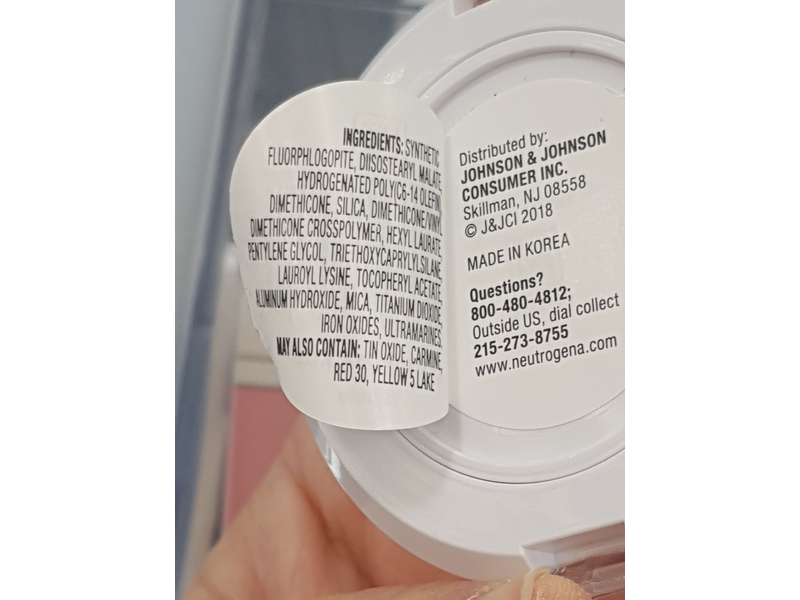 INGREDIENTS: SYNTHETIC
FLUORPHLOGOPITE, DIISOSTEARYL MALATE
HYDROGENATED POLY(C6-14 OLEFIN)
DIMETHICONE, SILICA, DIMETHICONE/VINYL
DIMETHICONE CROSSPOLYMER, HEXYL LAURATE,
PENTYLENE GLYCOL, TRIETHOXYCAPRYLYLSILANE,
LAUROYL LYSINE, TOCOPHERYL ACETATE,
ALUMINUM HYDROXIDE, MICA, TITANIUM DIOXIDE,
IRON OXIDES, ULTRAMARINES,
MAY ALSO CONTAIN: TIN OXIDE, CARMINE,
RED 30, YELLOW 5 LAKE
Distributed by:
JOHNSON & JOHNSON
CONSUMER INC.
Skillman, NJ 08558
© J&JCI 2018
MADE IN KOREA
Questions?
800-480-4812;
Outside US, dial collect
215-273-8755
www.neutrogena.com